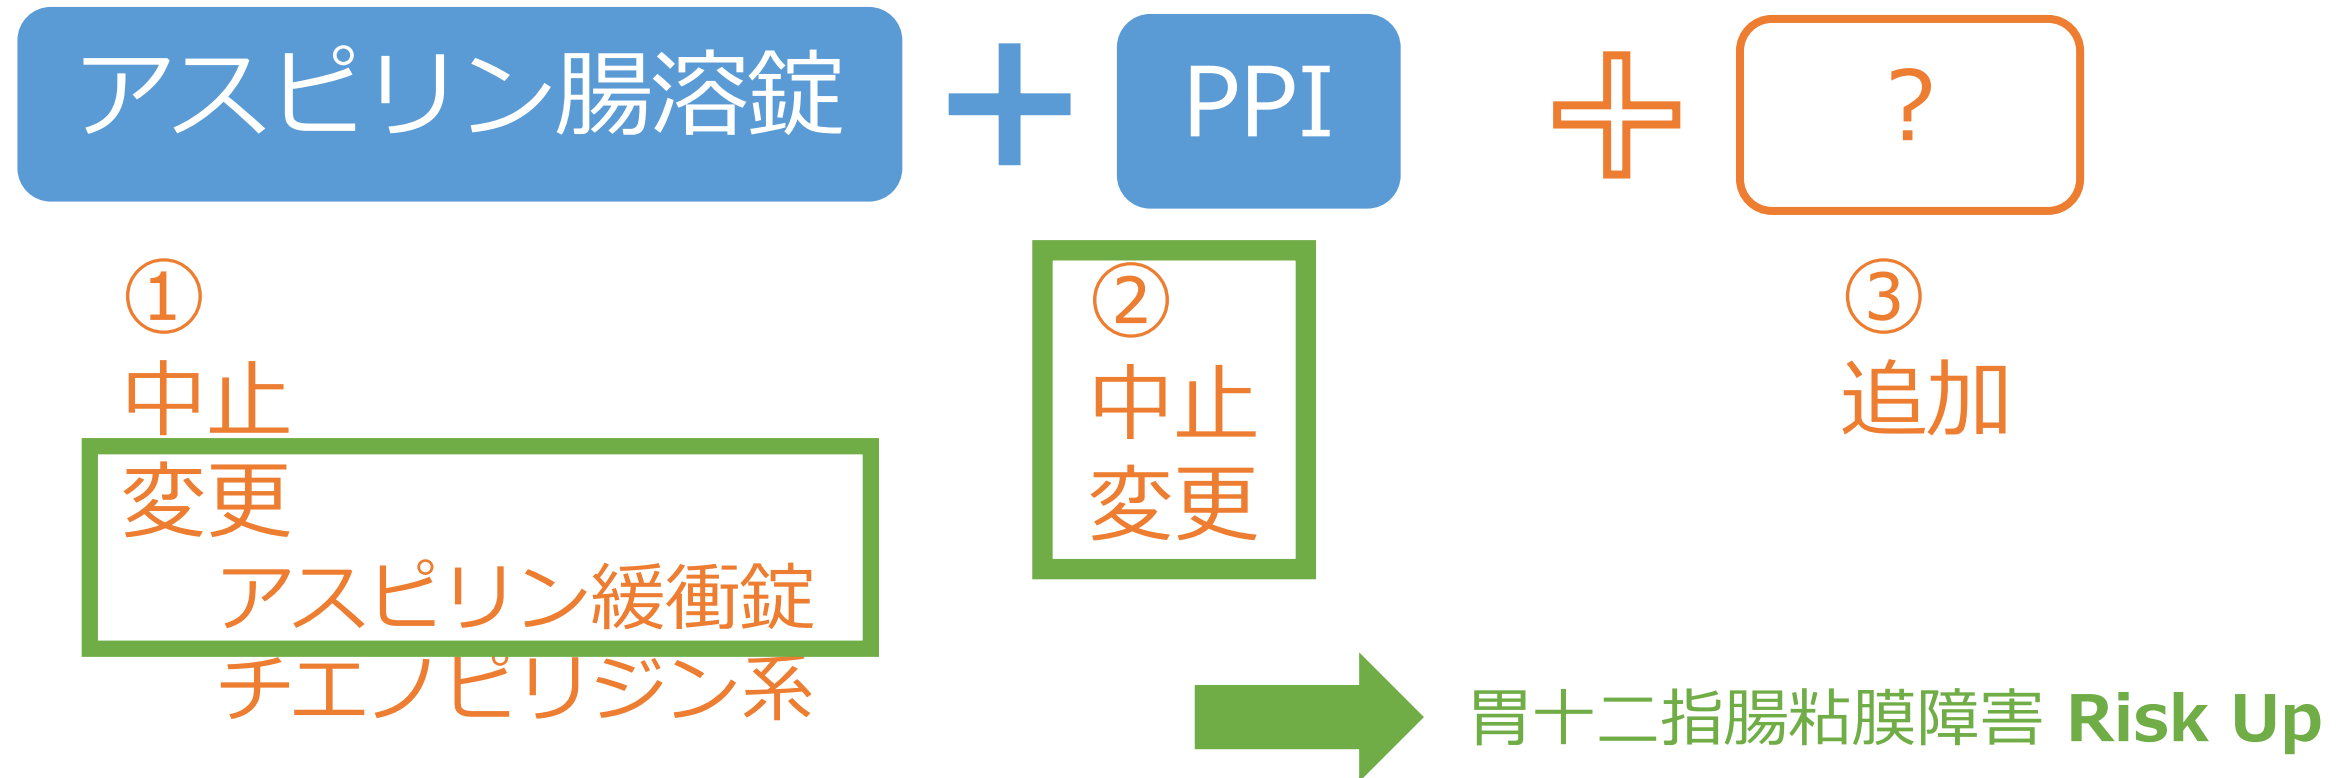 アスピリン腸溶錠
PPI
?
①
中止
変更
アスピリン緩衝錠
チエノピリジン系
②
中止
変更
③
追加
胃十二指腸粘膜障害 Risk Up